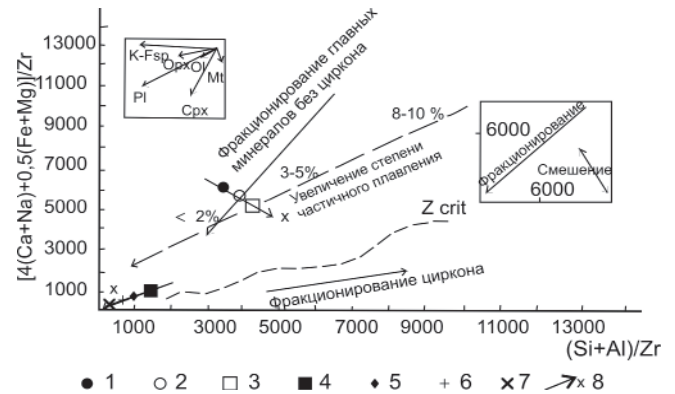 [4(Ca+Na)+0,5(Fe+Mg)]/Zr
13000
11000
9000
7000
5000
3000
1000
K-Fsp
Opx
Ol
Mt
Pl
Cpx
Фракционирование главных
минералов без циркона
8-10 %
3-5%
Увеличение степени
частичного плавления
< 2%
x
Z crit
x
Фракционирование циркона
6000
Фракционирование
Смешение
6000
1000 3000 5000 7000 9000 11000 13000
(Si+Al)/Zr
1 2 3 4 5 6 7 x 8